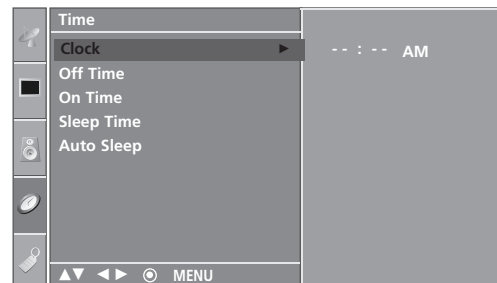 Time
Clock ► - - : - - AM
Off Time
On Time
Sleep Time
Auto Sleep
▲▼ ◄► ⦿ MENU